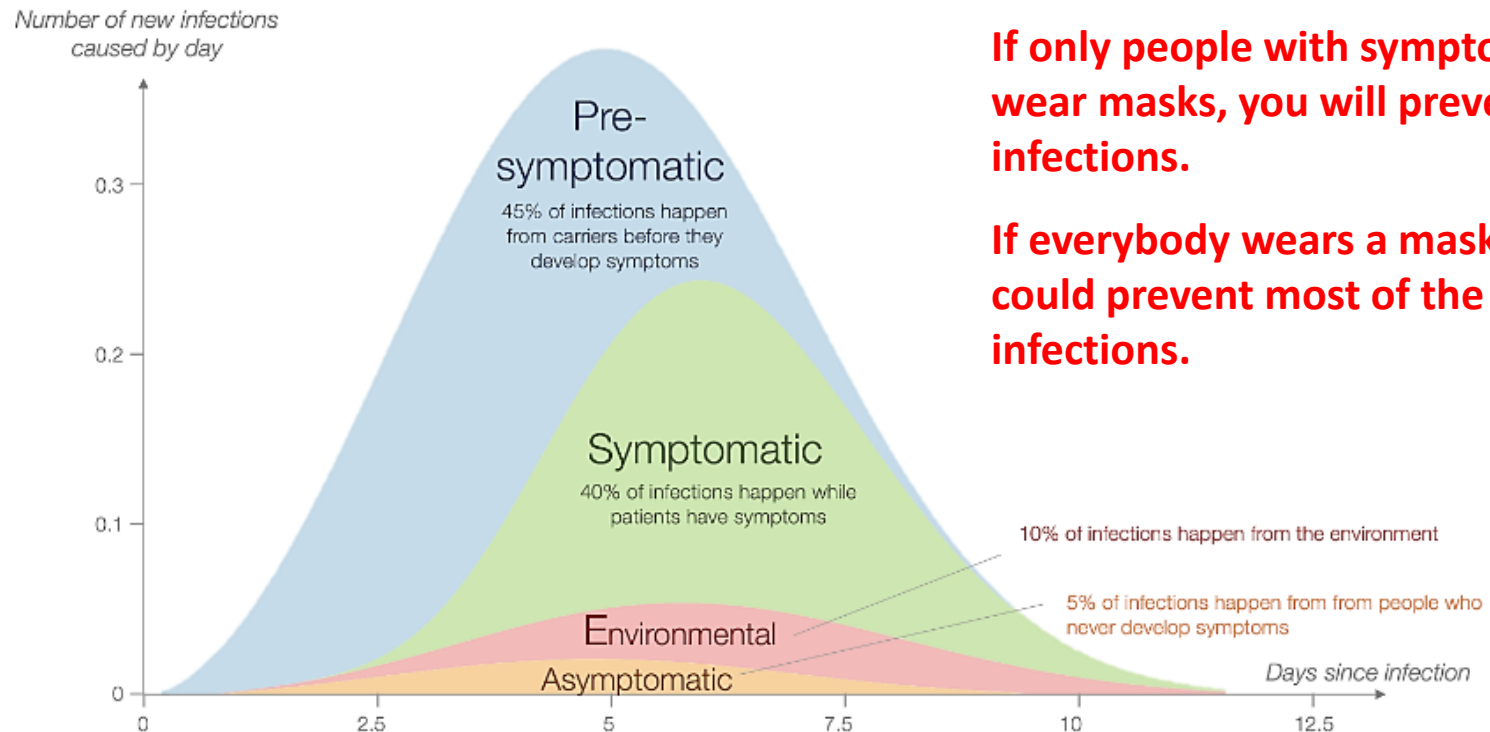 Number of new infections
caused by day
If only people with
wear masks, you will
infections.
If everybody wears a
could prevent most of the
infections.
Pre-
symptomatic
45% of infections happen
from carriers before they
develop symptoms
Symptomatic
40% of infections happen while
patients have symptoms
10% of infections happen from the environment
5% of infections happen from from people who
never develop symptoms
Environmental
Asymptomatic
Days since infection
0.3
0.2
0.1
0
0
2.5
5
7.5
10
12.5